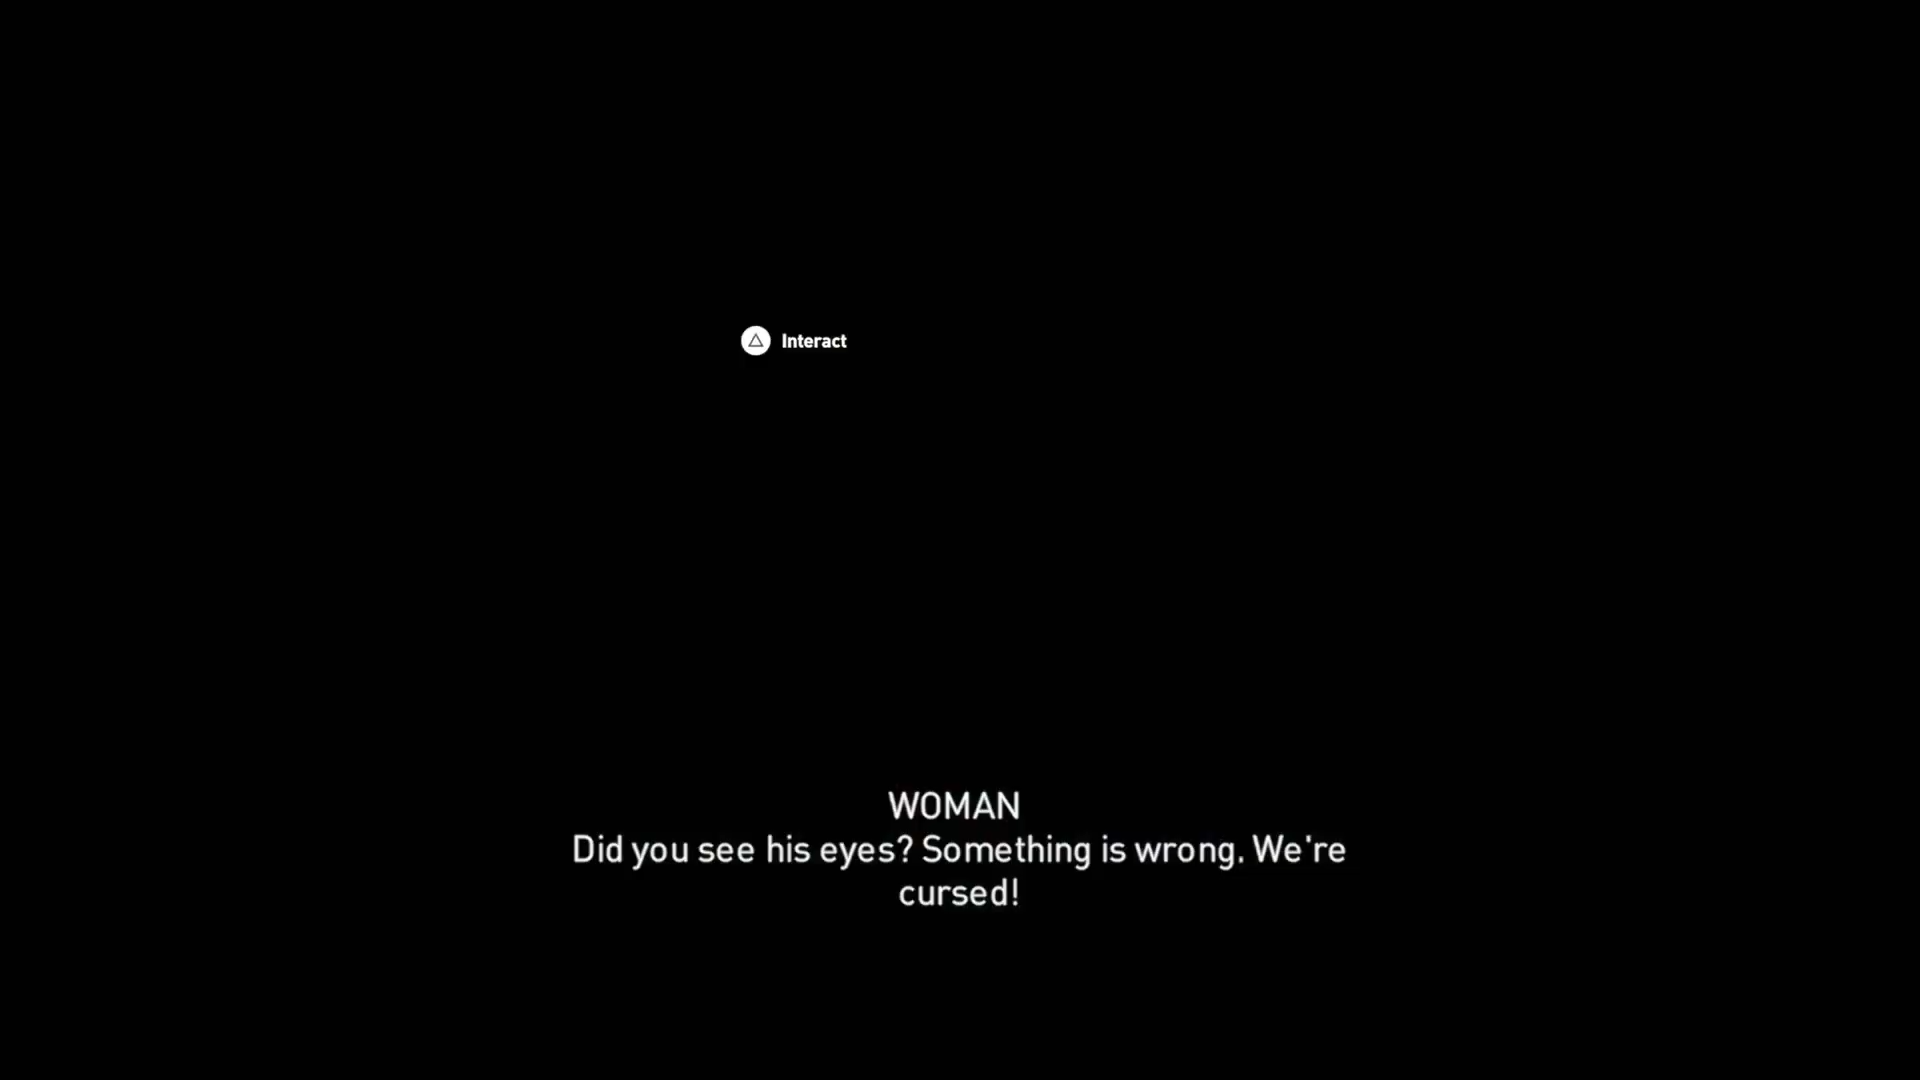 Interact
WOMAN
Did you see his eyes? Something is wrong. We're
cursed!